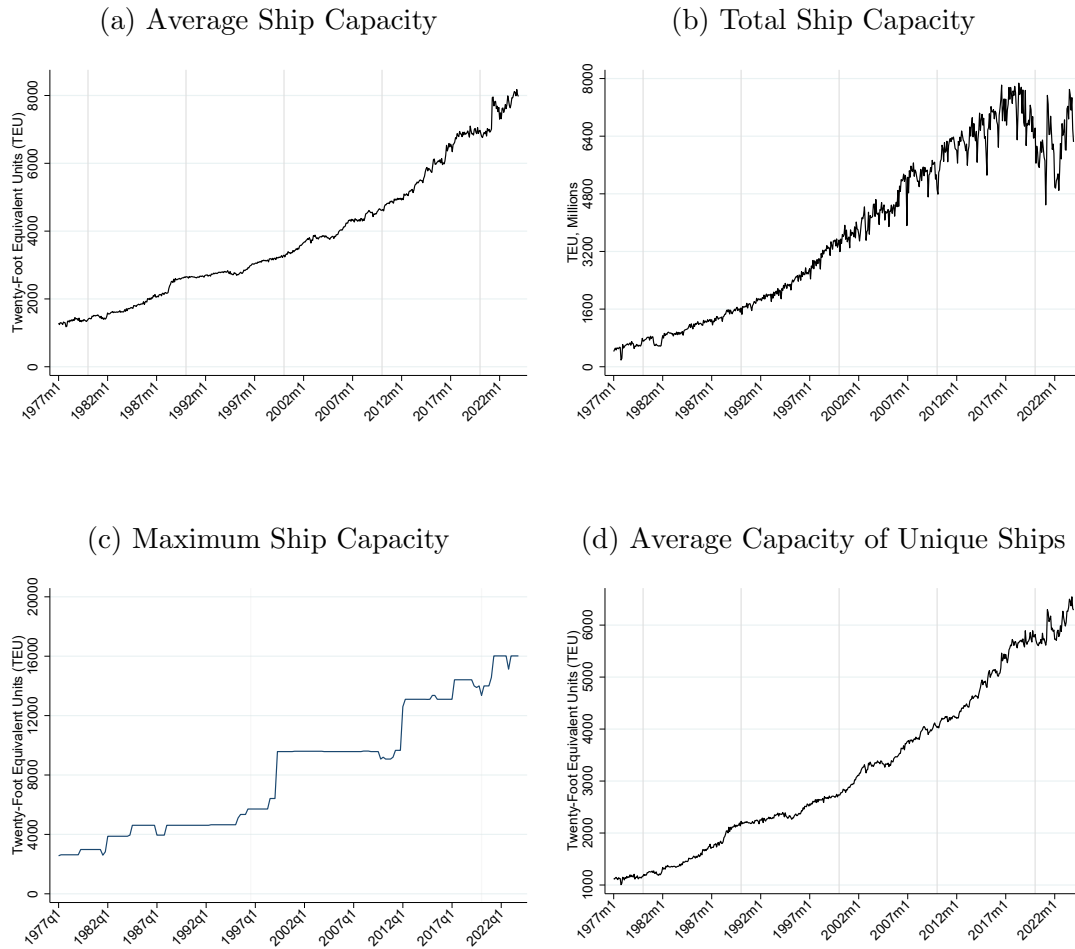 (a) Average Ship Capacity
Twenty-Foot Equivalent Units (TEU)
8000
6000
4000
2000
0
1977m1
1982m1
1987m1
1992m1
1997m1
2002m1
2007m1
2012m1
2017m1
2022m1
(b) Total Ship Capacity
TEU, Millions
8000
6400
4800
3200
1600
0
1977m1
1982m1
1987m1
1992m1
1997m1
2002m1
2007m1
2012m1
2017m1
2022m1
(c) Maximum Ship Capacity
Twenty-Foot Equivalent Units (TEU)
20000
16000
12000
8000
4000
0
1977q1
1982q1
1987q1
1992q1
1997q1
2002q1
2007q1
2012q1
2017q1
2022q1
(d) Average Capacity of Unique Ships
Twenty-Foot Equivalent Units (TEU)
6000
5000
4000
3000
2000
1000
1977m1
1982m1
1987m1
1992m1
1997m1
2002m1
2007m1
2012m1
2017m1
2022m1